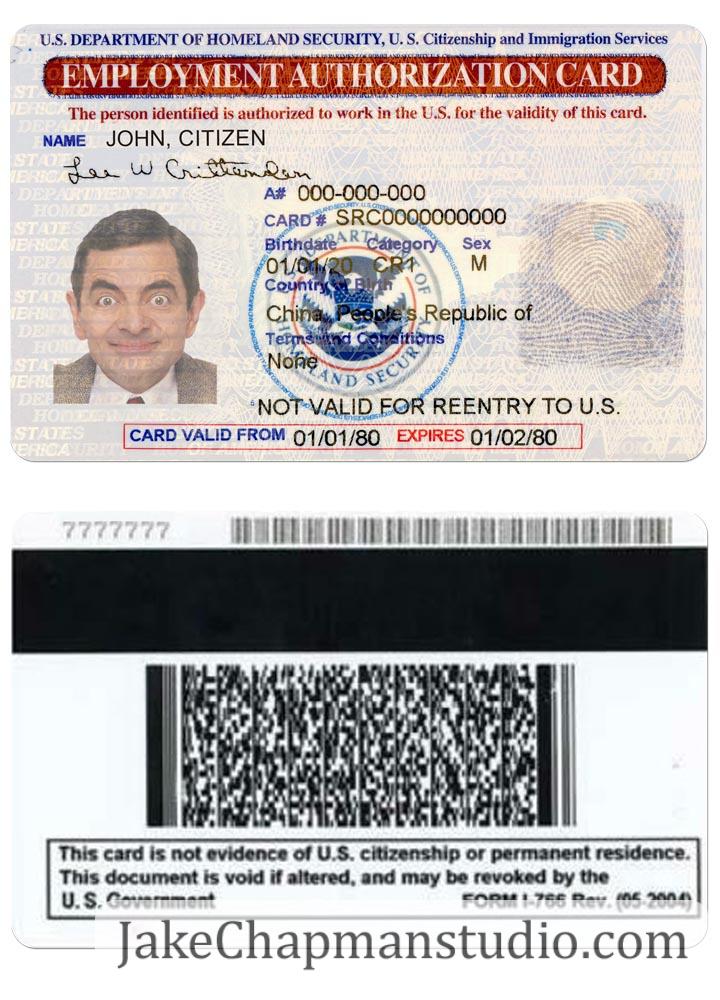 U.S. DEPARTMENT OF HOMELAND SECURITY, U. S. Citizenship and Immigration Services
EMPLOYMENT AUTHORIZATION CARD
The person identified is authorized to work in the U.S. for the validity of this card.
NAME JOHN, CITIZEN
Lee W Crittenden
A# 000-000-000
CARD # SRC0000000000
Birthdate Category Sex
01/01/20 CR1 M
Country of Birth
China, People's Republic of
Terms and Conditions
None
NOT VALID FOR REENTRY TO U.S.
CARD VALID FROM 01/01/80 EXPIRES 01/02/80
7777777
This card is not evidence of U.S. citizenship or permanent residence.
This document is void if altered, and may be revoked by the
U. S. Government FORM I-766 Rev. (05-2004)
JakeChapmanstudio.com